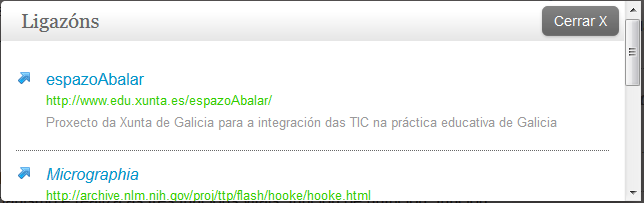 Ligazóns
Cerrar X
espazoAbalar
http://www.edu.xunta.es/espazoAbalar/
Proxecto da Xunta de Galicia para a integración das TIC na práctica educativa de Galicia
Micrographia
http://archive.nlm.nih.gov/proj/ttp/flash/hooke/hooke.html